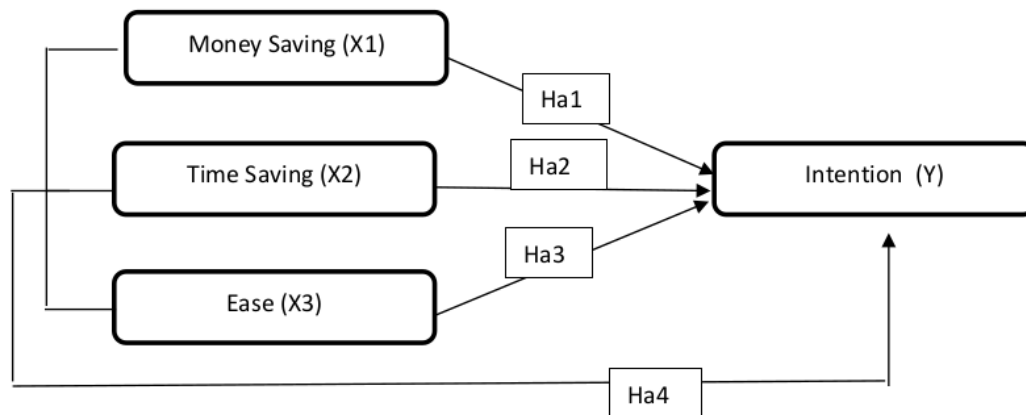 Money Saving (X1)
Ha1
Time Saving (X2)
Ha2
Intention  (Y)
Ha3
Ease (X3)
Ha4